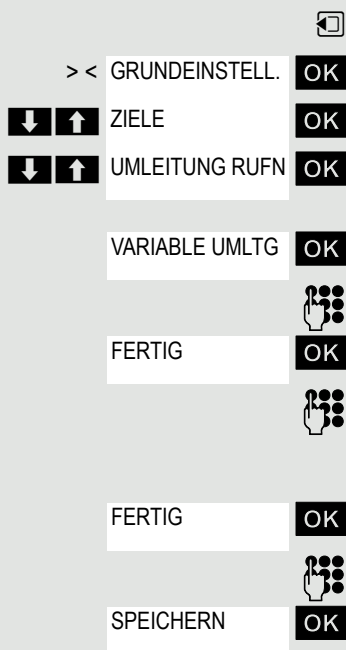 > < GRUNDEINSTELL. OK
ZIELE OK
UMLEITUNG RUFN OK
VARIABLE UMLTG OK
FERTIG OK
FERTIG OK
SPEICHERN OK